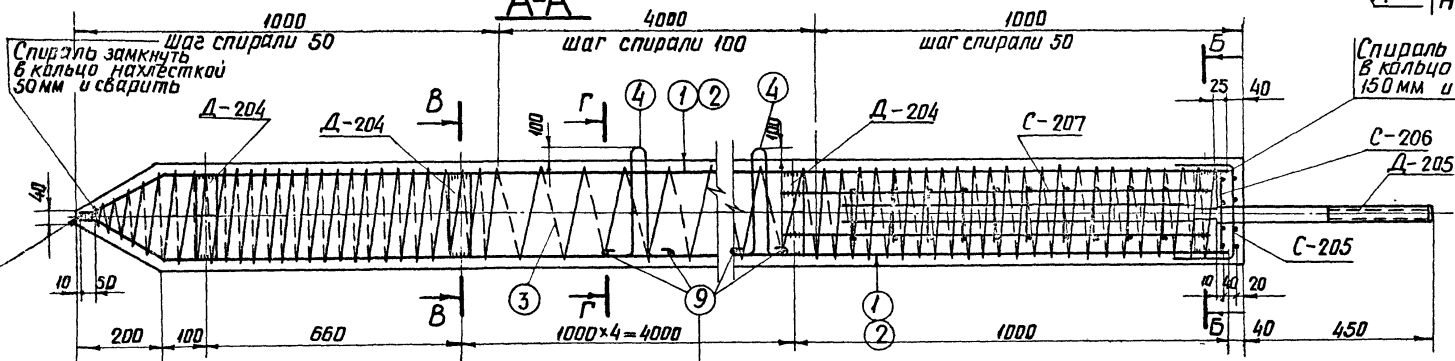 А-А
1000
4000
1000
шаг спирали 50
шаг спирали 100
шаг спирали 50
Спираль замкнуть
в кольцо нахлесткой
50мм и сварить
Спираль
в кольцо
150мм и
Б
25
40
Д-204
Д-204
В
Г
4
1
2
4
100
100
Д-204
С-207
С-206
Д-205
40
С-205
10
50
3
9
10
40
20
В
Г
1
2
Б
200
100
660
1000×4=4000
1000
40
450